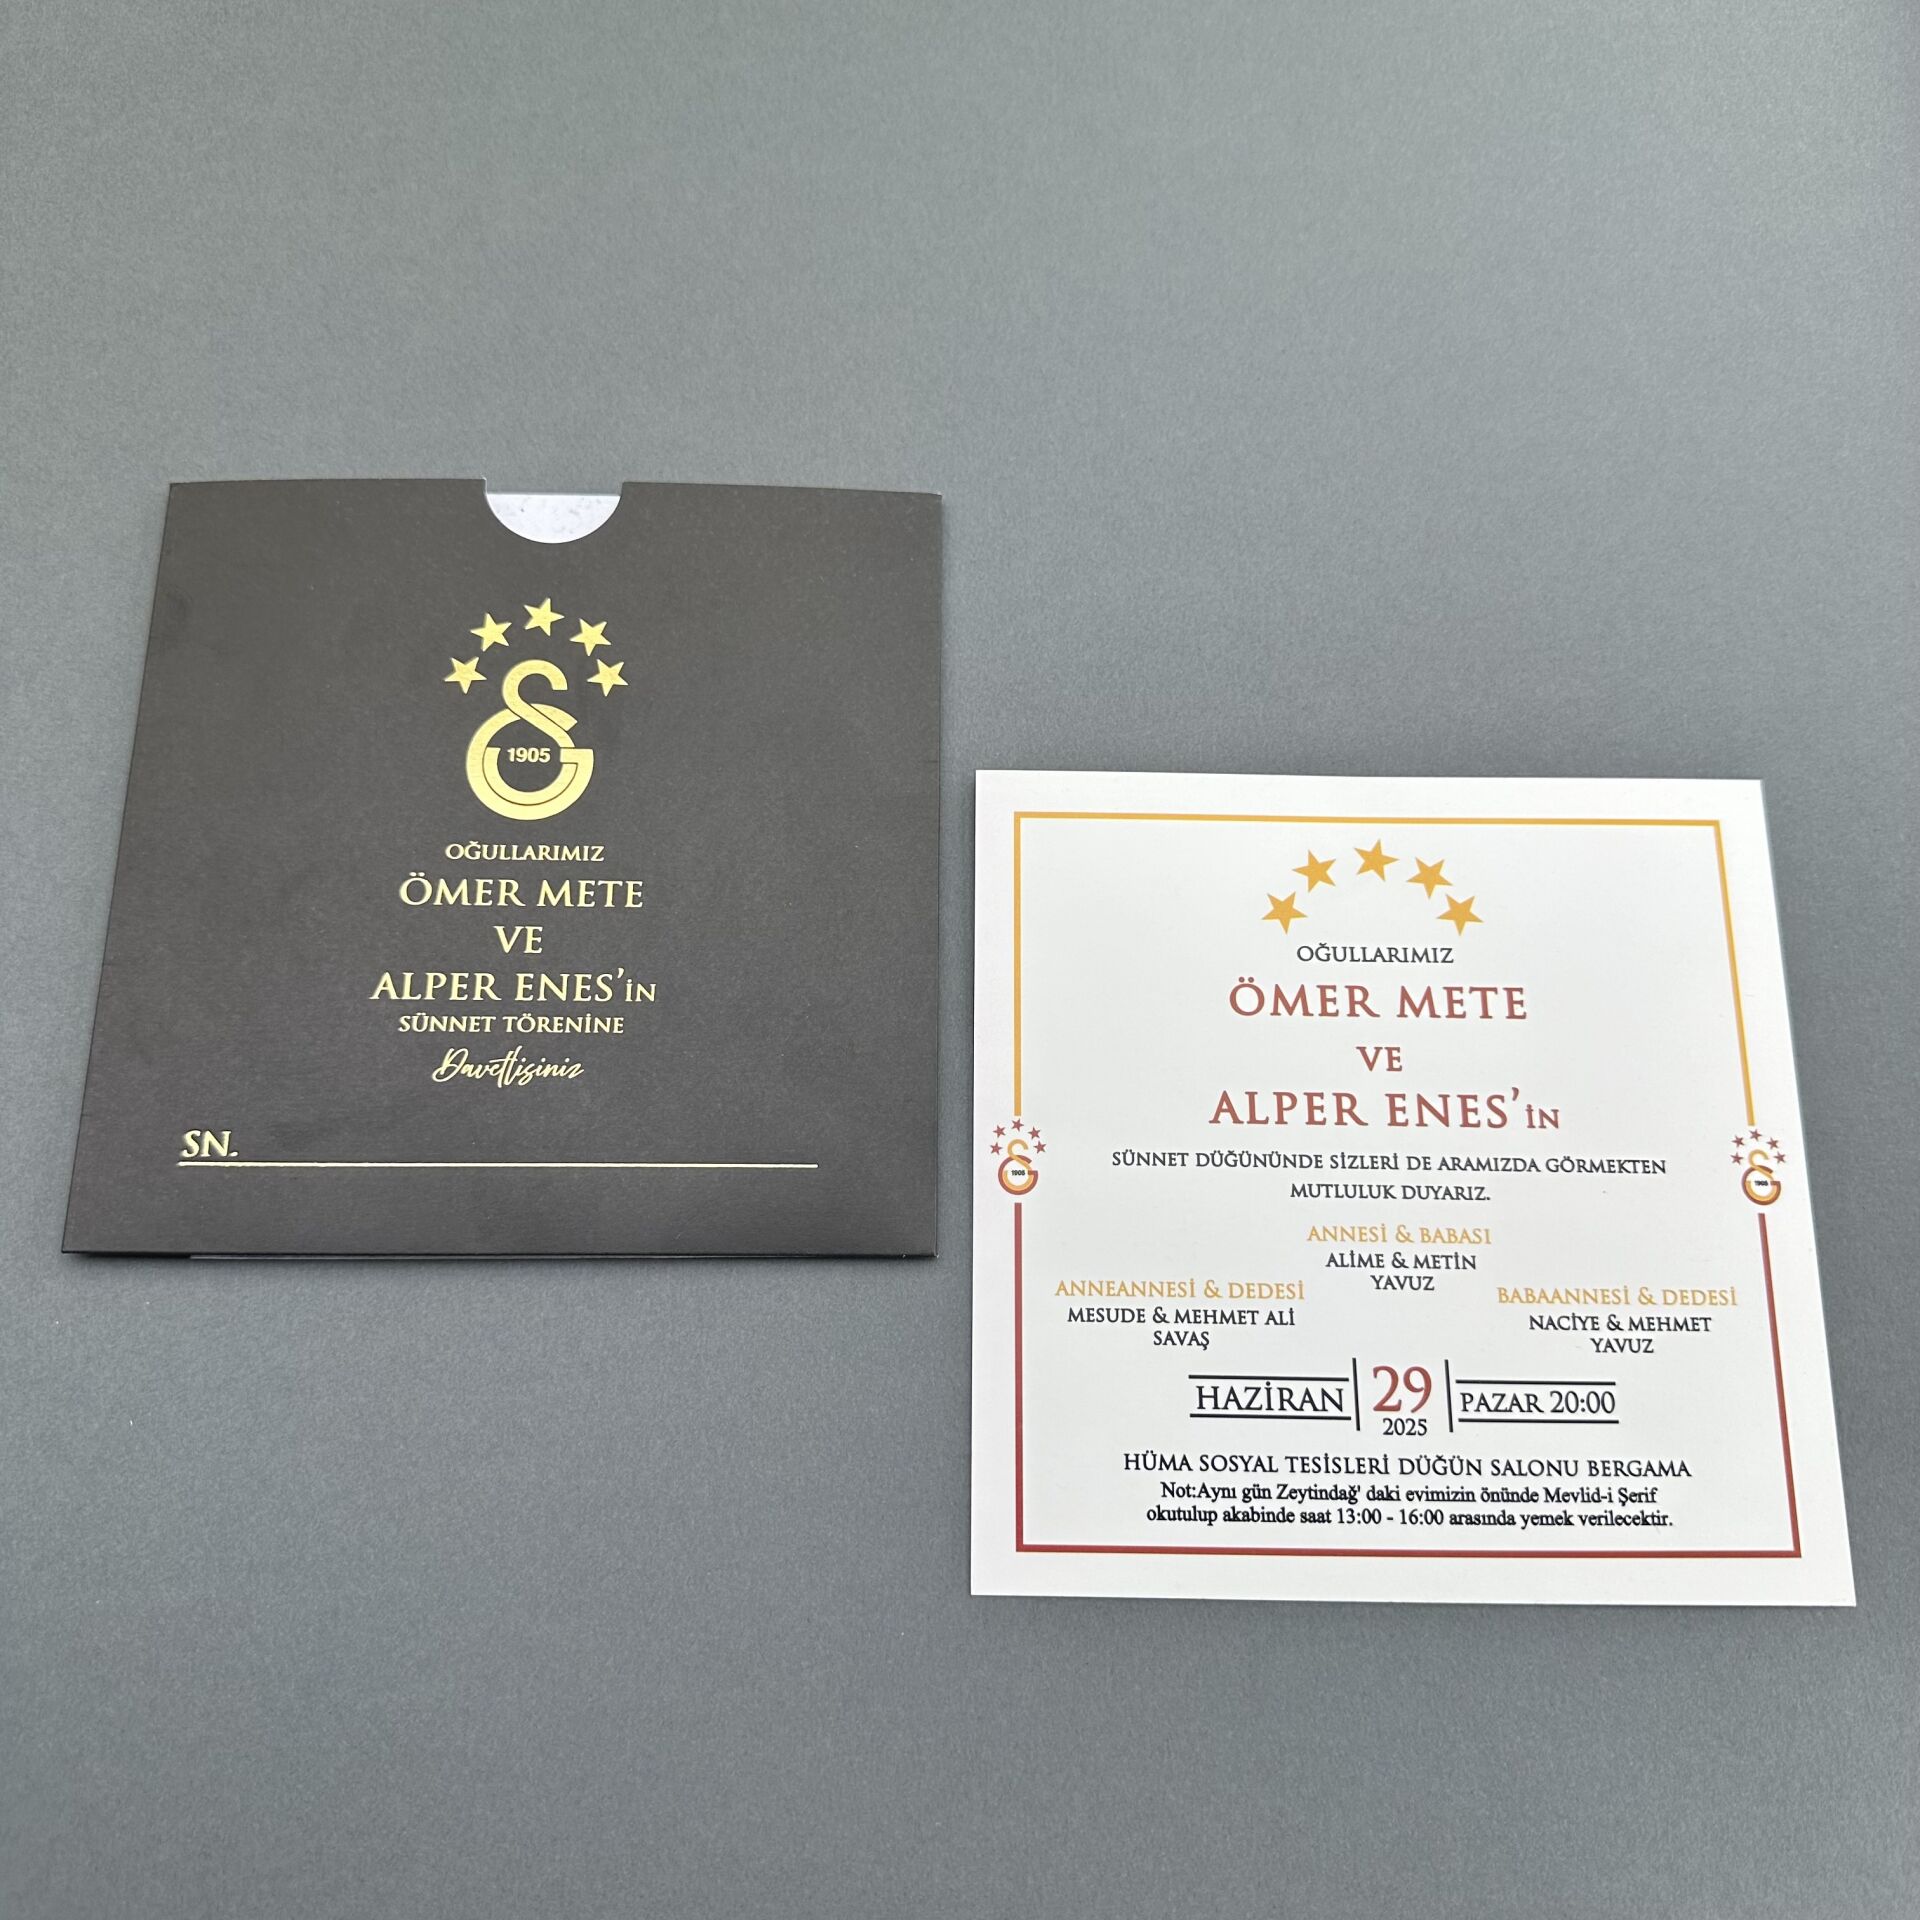 1905
OĞULLARIMIZ
ÖMER METE
VE
ALPER ENES'İN
SÜNNET TÖRENİNE
Davetlisiniz
SN.
OĞULLARIMIZ
ÖMER METE
VE
ALPER ENES'İN
1905
1905
SÜNNET DÜĞÜNÜNDE SİZLERİ DE ARAMIZDA GÖRMEKTEN
MUTLULUK DUYARIZ.
ANNESİ & BABASI
ALİME & METİN
YAVUZ
ANNEANNESİ & DEDESİ
MESUDE & MEHMET ALİ
SAVAŞ
BABAANNESİ & DEDESİ
NACİYE & MEHMET
YAVUZ
HAZİRAN 29 PAZAR 20:00
2025
HÜMA SOSYAL TESİSLERİ DÜĞÜN SALONU BERGAMA
Not:Aynı gün Zeytindağ' daki evimizin önünde Mevlid-i Şerif
okutulup akabinde saat 13:00 - 16:00 arasında yemek verilecektir.